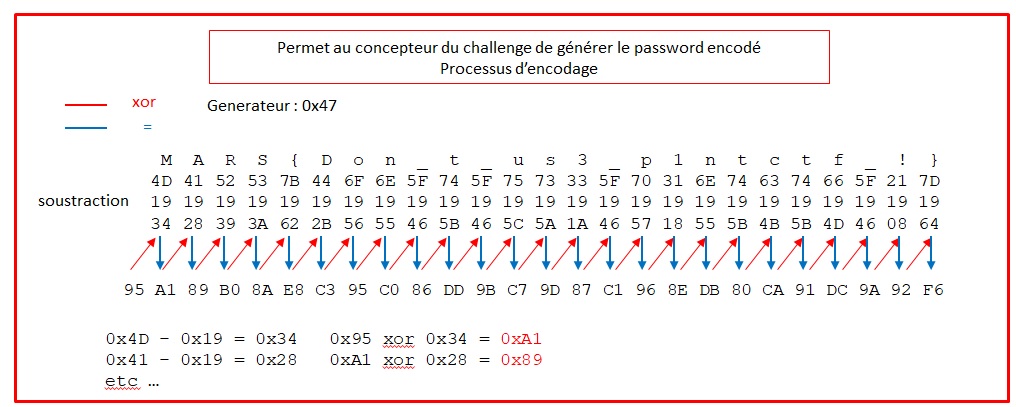 Permet au concepteur du challenge de générer le password encodé
Processus d'encodage
xor Generateur : 0x47
=
M A R S { D o n _ t _ u s 3 _ p 1 n t c t f _ ! }
4D 41 52 53 7B 44 6F 6E 5F 74 5F 75 73 33 5F 70 31 6E 74 63 74 66 5F 21 7D
soustraction 19 19 19 19 19 19 19 19 19 19 19 19 19 19 19 19 19 19 19 19 19 19 19 19 19
34 28 39 3A 62 2B 56 55 46 5B 46 5C 5A 1A 46 57 18 55 5B 4B 5B 4D 46 08 64
95 A1 89 B0 8A E8 C3 95 C0 86 DD 9B C7 9D 87 C1 96 8E DB 80 CA 91 DC 9A 92 F6
0x4D - 0x19 = 0x34 0x95 xor 0x34 = 0xA1
0x41 - 0x19 = 0x28 0xA1 xor 0x28 = 0x89
etc …